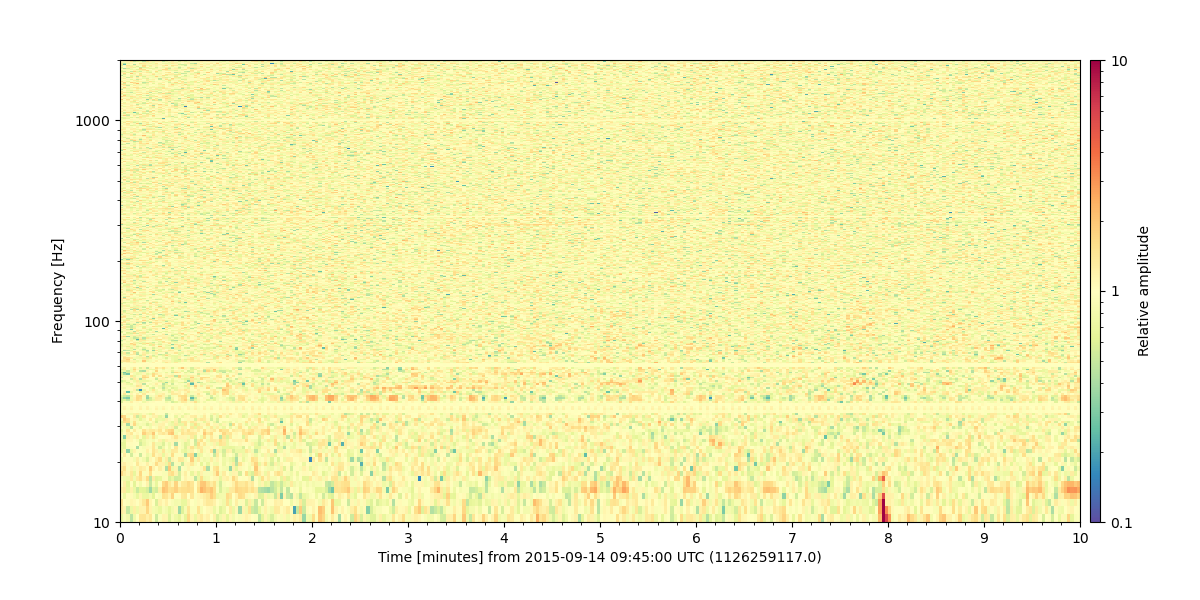 1000
100
10
Frequency [Hz]
0 1 2 3 4 5 6 7 8 9 10
Time [minutes] from 2015-09-14 09:45:00 UTC (1126259117.0)
10
1
0.1
Relative amplitude